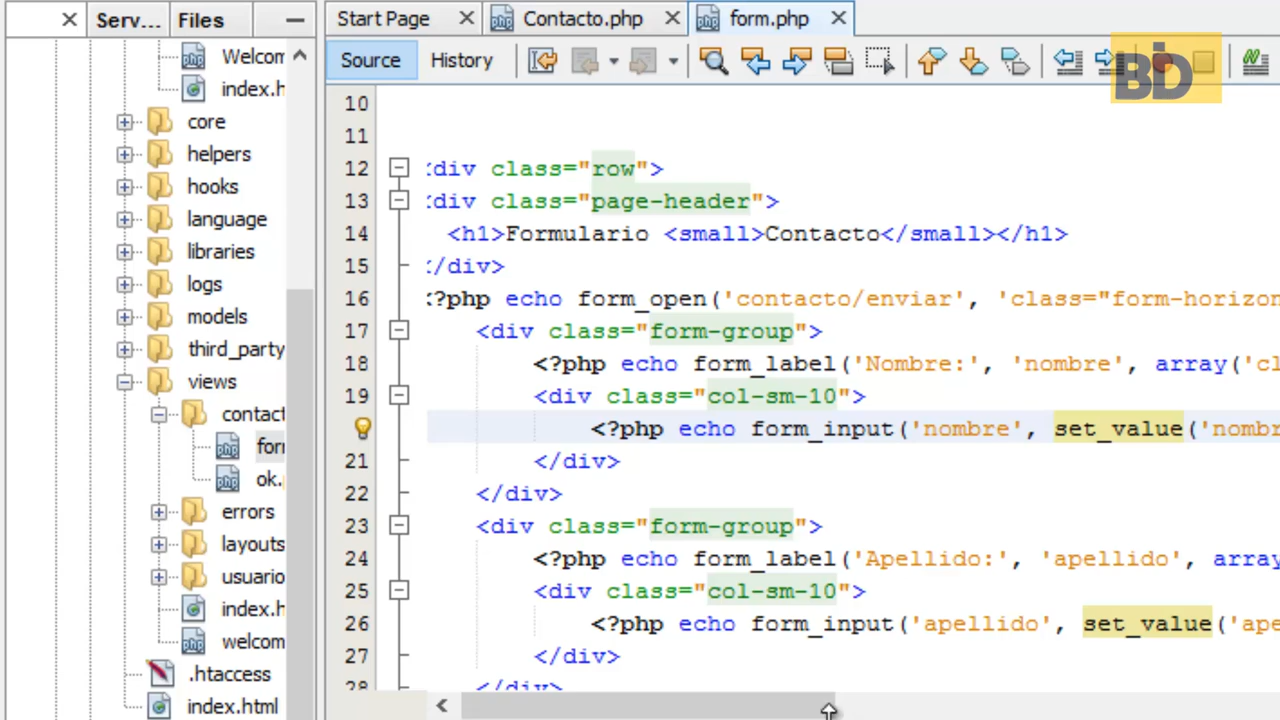 Serv... Files
Start Page Contacto.php form.php
Source History
Welcom
index.h
core
helpers
hooks
language
libraries
logs
models
third_party
views
contact
for
ok.
errors
layouts
usuario
index.h
welcom
.htaccess
index.html
BD
10
11
12 div class="row">
13 div class="page-header">
14 <h1>Formulario <small>Contacto</small></h1>
15 </div>
16 <?php echo form_open('contacto/enviar', 'class="form-horizon
17 <div class="form-group">
18 <?php echo form_label('Nombre:', 'nombre', array('cl
19 <div class="col-sm-10">
<?php echo form_input('nombre', set_value('nombr
21 </div>
22 </div>
23 <div class="form-group">
24 <?php echo form_label('Apellido:', 'apellido', array
25 <div class="col-sm-10">
26 <?php echo form_input('apellido', set_value('ape
27 </div>
28 </div>